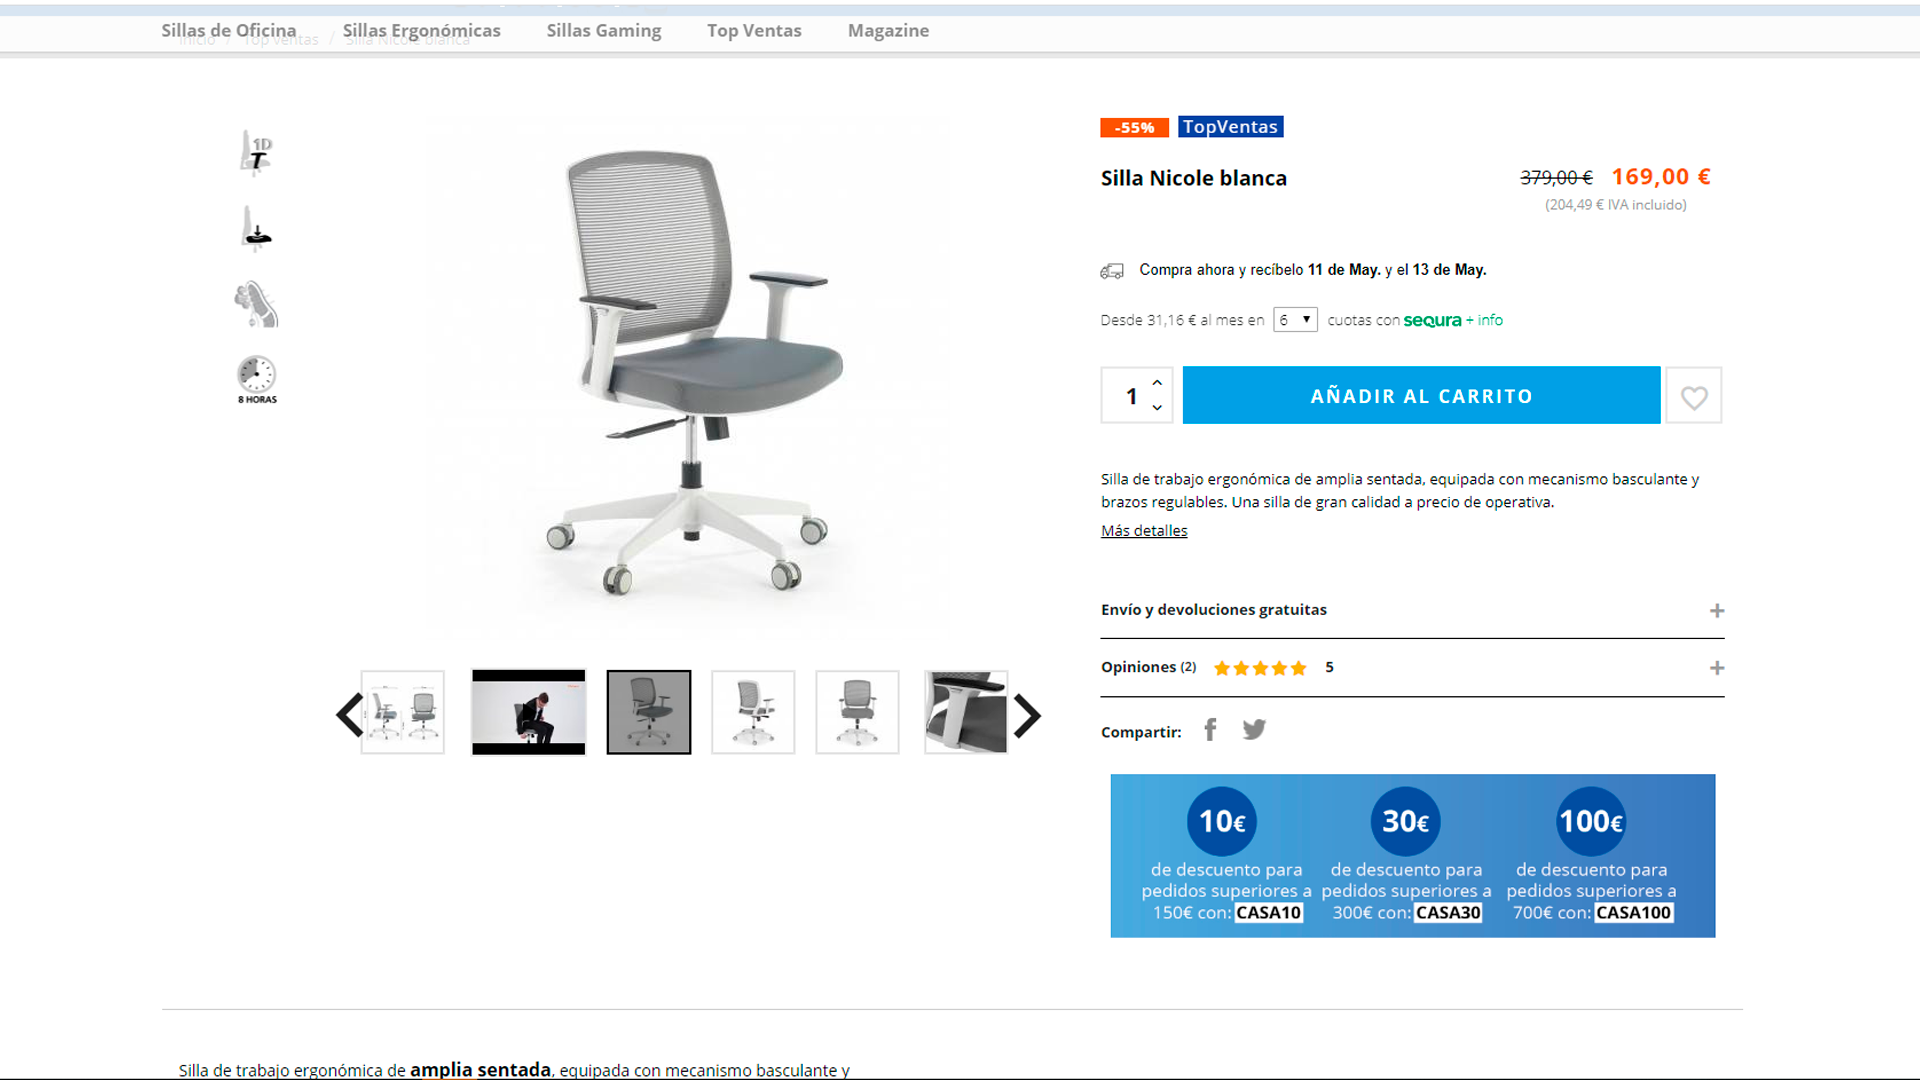 Sillas de Oficina Sillas Ergonómicas Sillas Gaming Top Ventas Magazine
Inicio / Top ventas / Silla Nicole blanca
1D
8 HORAS
-55% TopVentas
Silla Nicole blanca 379,00 € 169,00 €
(204,49 € IVA incluido)
Compra ahora y recíbelo 11 de May. y el 13 de May.
Desde 31,16 € al mes en 6 cuotas con seQura + info
1 AÑADIR AL CARRITO
Silla de trabajo ergonómica de amplia sentada, equipada con mecanismo basculante y
brazos regulables. Una silla de gran calidad a precio de operativa.
Más detalles
Envío y devoluciones gratuitas +
Opiniones (2) 5 +
Compartir:
10€
de descuento para
pedidos superiores a
150€ con: CASA10
30€
de descuento para
pedidos superiores a
300€ con: CASA30
100€
de descuento para
pedidos superiores a
700€ con: CASA100
Silla de trabajo ergonómica de amplia sentada, equipada con mecanismo basculante y